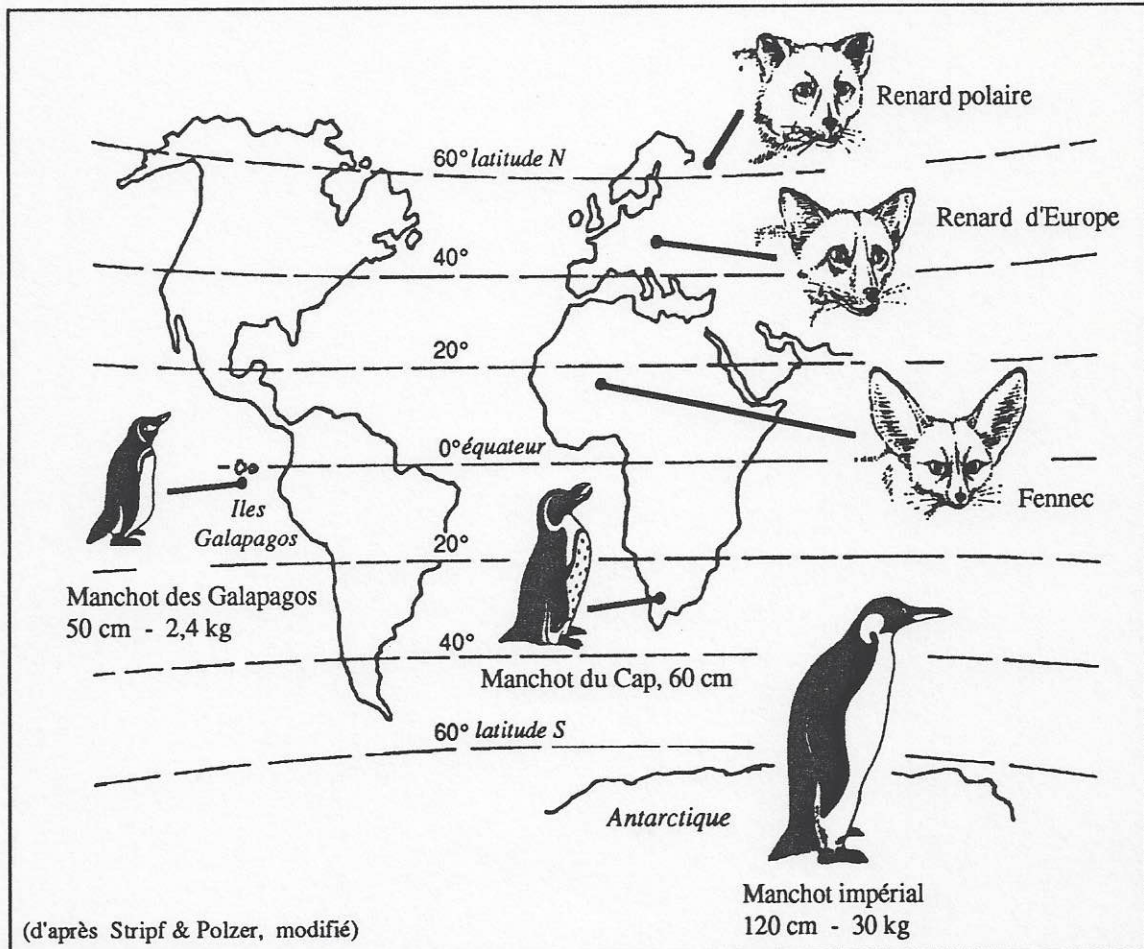 Renard polaire
60° latitude N
Renard d'Europe
40°
20°
0° équateur
Fennec
Iles
Galapagos
20°
Manchot des Galapagos
50 cm - 2,4 kg
40°
Manchot du Cap, 60 cm
60° latitude S
Antarctique
Manchot impérial
120 cm - 30 kg
(d'après Stripf & Polzer, modifié)